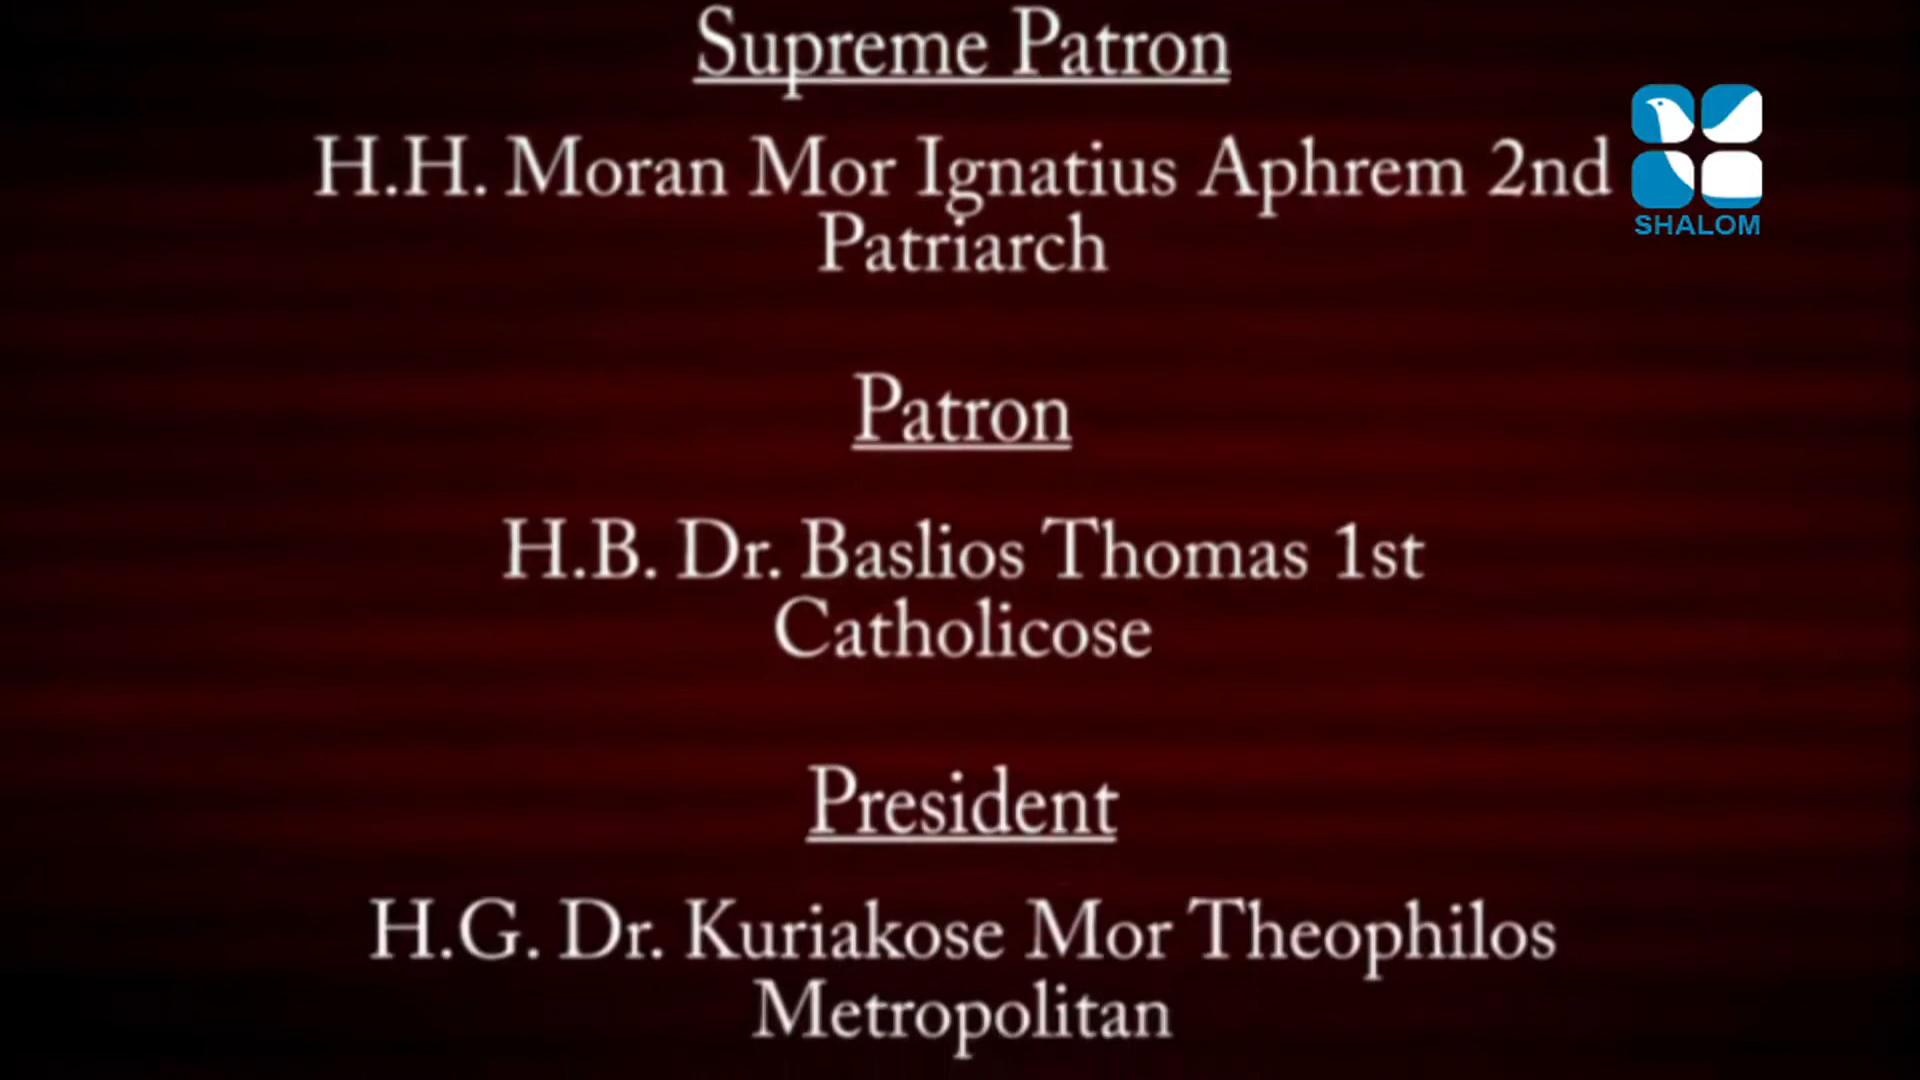 Supreme Patron
H.H. Moran Mor Ignatius Aphrem 2nd
Patriarch
SHALOM
Patron
H.B. Dr. Baslios Thomas 1st
Catholicose
President
H.G. Dr. Kuriakose Mor Theophilos
Metropolitan